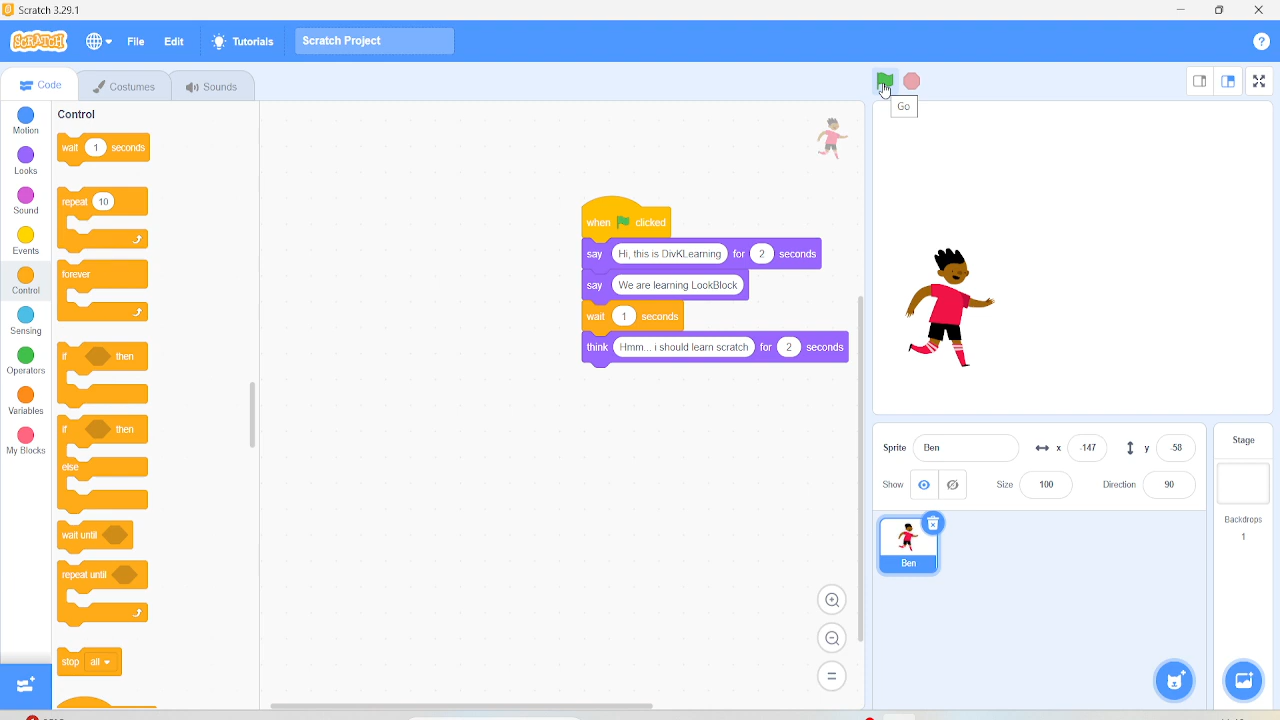 Scratch 3.29.1
SCRATCH File Edit Tutorials Scratch Project ?
Code Costumes Sounds
Go
Motion
Looks
Sound
Events
Control
Sensing
Operators
Variables
My Blocks
Control
wait 1 seconds
repeat 10
forever
if then
if then
else
wait until
repeat until
stop all
when clicked
say Hi, this is DivKLearning for 2 seconds
say We are learning LookBlock
wait 1 seconds
think Hmm... i should learn scratch for 2 seconds
Sprite Ben x -147 y -58
Show Size 100 Direction 90
Ben
Stage
Backdrops
1